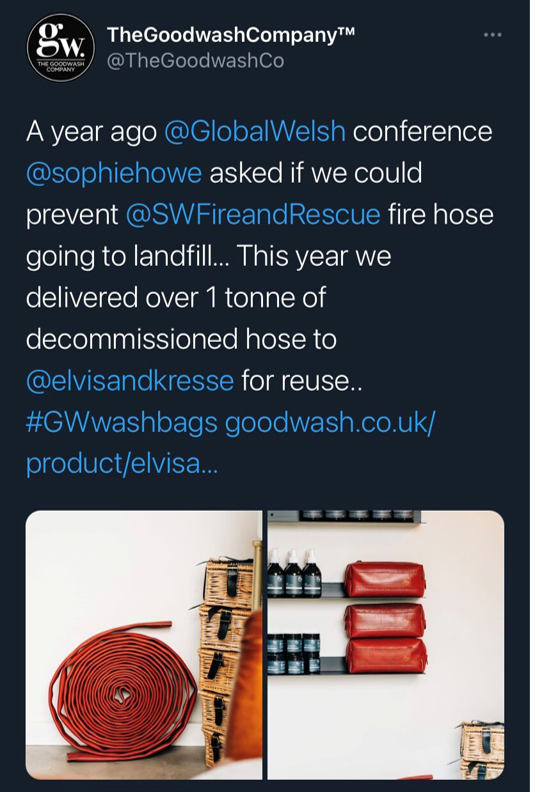 gw.
THE GOODWASH
COMPANY
TheGoodwashCompany™
@TheGoodwashCo
A year ago @GlobalWelsh conference
@sophiehowe asked if we could
prevent @SWFireandRescue fire hose
going to landfill... This year we
delivered over 1 tonne of
decommissioned hose to
@elvisandkresse for reuse..
#GWwashbags goodwash.co.uk/
product/elvisa...